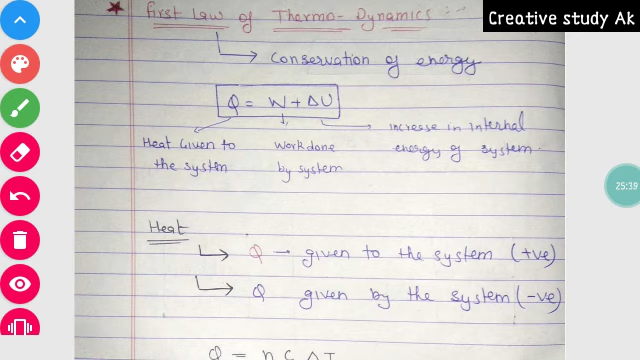 Creative study Ak
First Law of Thermo-Dynamics :-
Conservation of energy
Q = W + ΔU
Heat Given to the system
workdone by system
increase in internal energy of system
25:39
Heat
Q → given to the system (+ve)
Q given by the system (-ve)
Q = n C ΔT